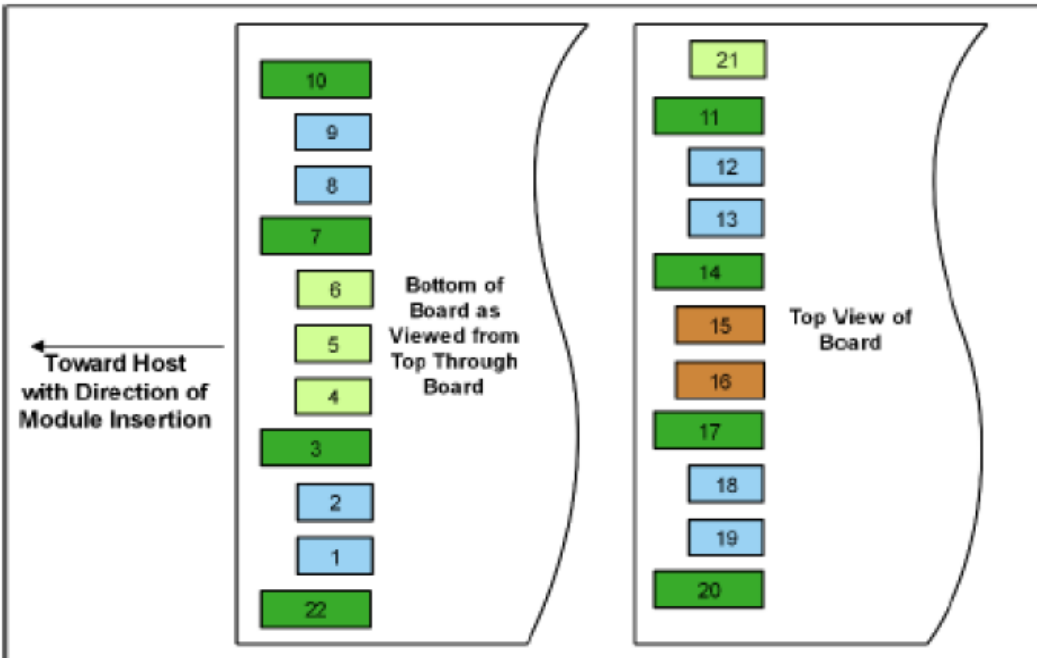 10
9
8
7
6
5
4
3
2
1
22
Bottom of
Board as
Viewed from
Top Through
Board
Toward Host
with Direction of
Module Insertion
21
11
12
13
14
15
16
17
18
19
20
Top View of
Board